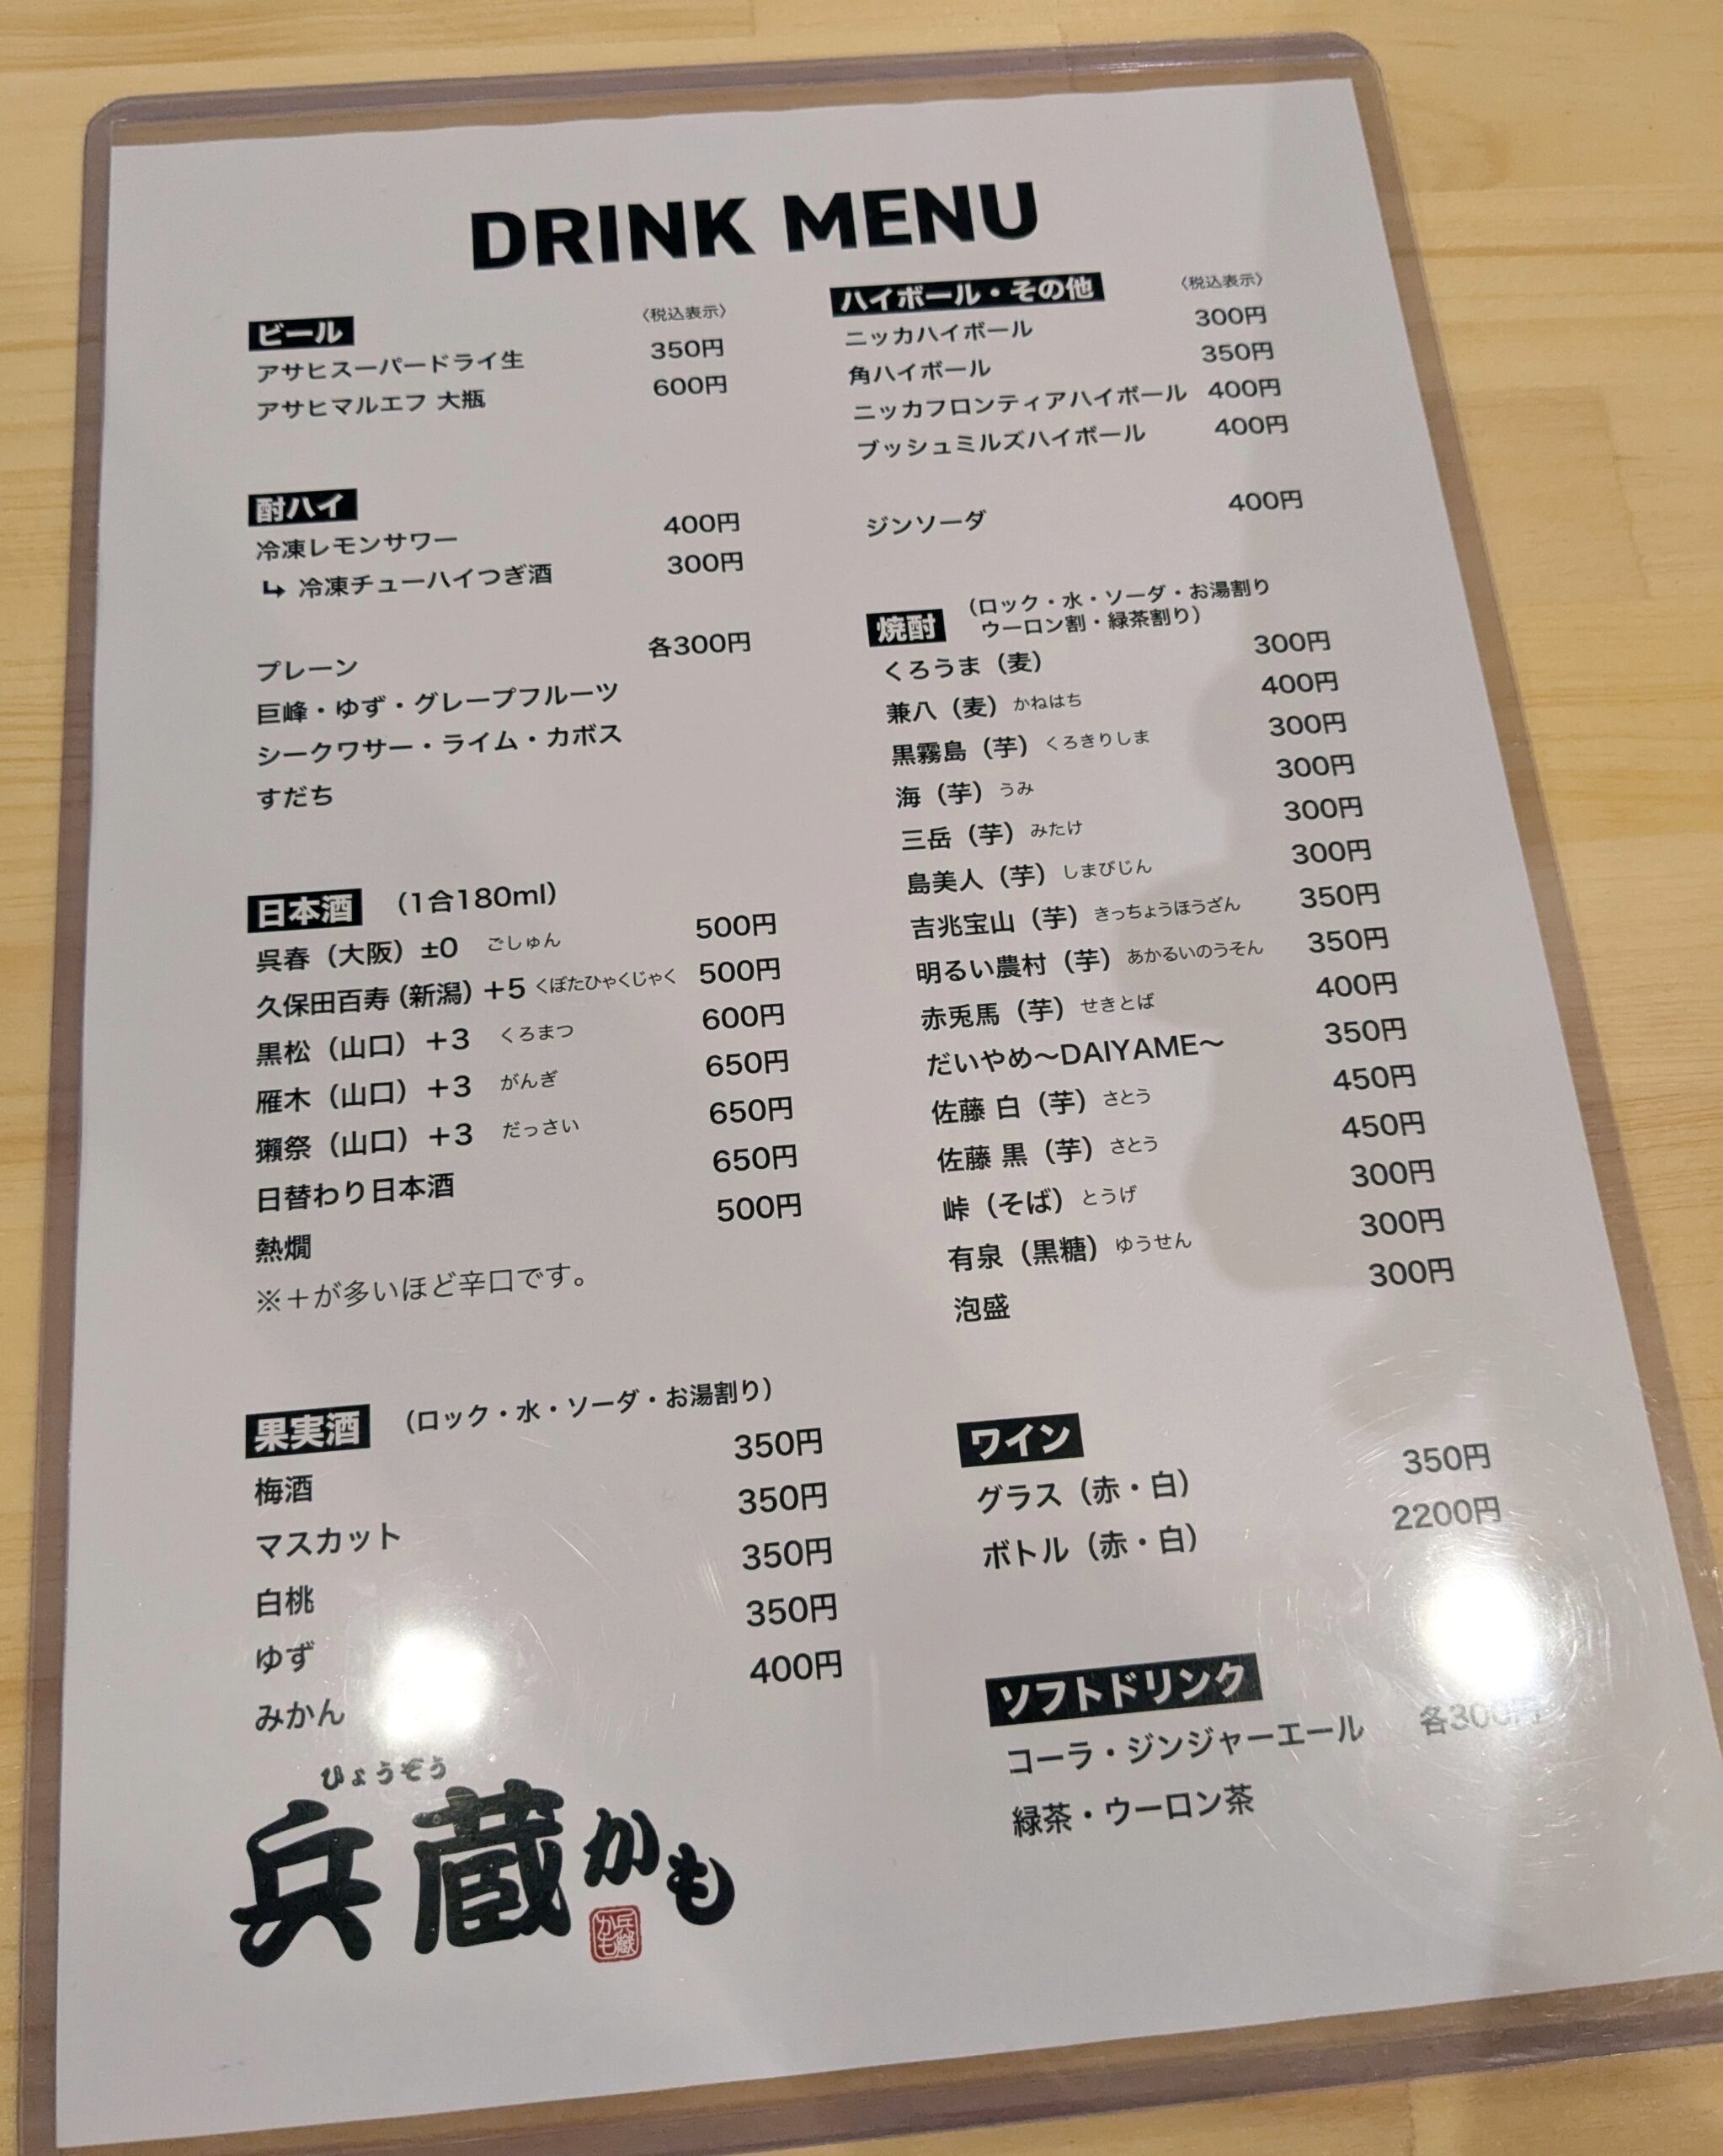 DRINK MENU
ビール 〈税込表示〉
アサヒスーパードライ生 350円
アサヒマルエフ 大瓶 600円
酎ハイ
冷凍レモンサワー 400円
↳ 冷凍チューハイつぎ酒 300円
プレーン 各300円
巨峰・ゆず・グレープフルーツ
シークワサー・ライム・カボス
すだち
日本酒 (1合180ml)
呉春（大阪）±0 ごしゅん 500円
久保田百寿(新潟) +5 くぼたひゃくじゃく 500円
黒松（山口）+3 くろまつ 600円
雁木（山口）+3 がんぎ 650円
獺祭（山口）+3 だっさい 650円
日替わり日本酒 650円
熱燗 500円
※＋が多いほど辛口です。
果実酒 (ロック・水・ソーダ・お湯割り)
梅酒 350円
マスカット 350円
白桃 350円
ゆず 350円
みかん 400円
ひょうぞう
兵蔵かも
兵蔵かも
ハイボール・その他 〈税込表示〉
ニッカハイボール 300円
角ハイボール 350円
ニッカフロンティアハイボール 400円
ブッシュミルズハイボール 400円
ジンソーダ 400円
焼酎 (ロック・水・ソーダ・お湯割り
ウーロン割・緑茶割り)
くろうま（麦） 300円
兼八（麦）かねはち 400円
黒霧島（芋）くろきりしま 300円
海（芋）うみ 300円
三岳（芋）みたけ 300円
島美人（芋）しまびじん 300円
吉兆宝山（芋）きっちょうほうざん 350円
明るい農村（芋）あかるいのうそん 350円
赤兎馬（芋）せきとば 400円
だいやめ〜DAIYAME〜 350円
佐藤 白（芋）さとう 450円
佐藤 黒（芋）さとう 450円
峠（そば）とうげ 300円
有泉（黒糖）ゆうせん 300円
泡盛 300円
ワイン
グラス（赤・白） 350円
ボトル（赤・白） 2200円
ソフトドリンク
コーラ・ジンジャーエール 各300円
緑茶・ウーロン茶